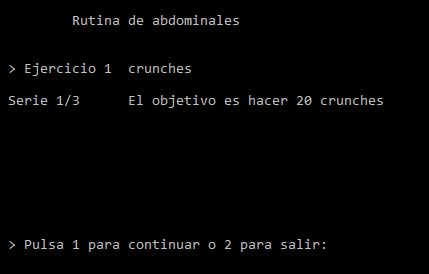 Rutina de abdominales
> Ejercicio 1 crunches
Serie 1/3 El objetivo es hacer 20 crunches
> Pulsa 1 para continuar o 2 para salir: